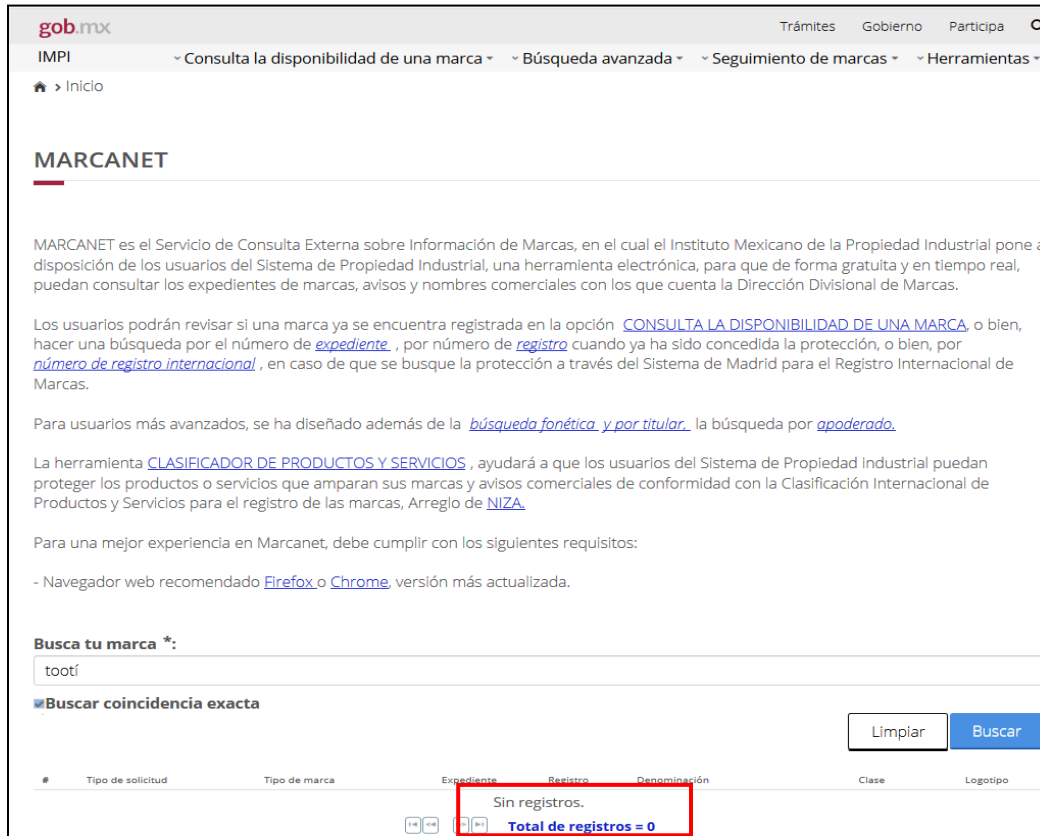 gob.mx Trámites Gobierno Participa
IMPI Consulta la disponibilidad de una marca Búsqueda avanzada Seguimiento de marcas Herramientas
> Inicio
MARCANET
MARCANET es el Servicio de Consulta Externa sobre Información de Marcas, en el cual el Instituto Mexicano de la Propiedad Industrial pone a
disposición de los usuarios del Sistema de Propiedad Industrial, una herramienta electrónica, para que de forma gratuita y en tiempo real,
puedan consultar los expedientes de marcas, avisos y nombres comerciales con los que cuenta la Dirección Divisional de Marcas.
Los usuarios podrán revisar si una marca ya se encuentra registrada en la opción CONSULTA LA DISPONIBILIDAD DE UNA MARCA, o bien,
hacer una búsqueda por el número de expediente , por número de registro cuando ya ha sido concedida la protección, o bien, por
número de registro internacional , en caso de que se busque la protección a través del Sistema de Madrid para el Registro Internacional de
Marcas.
Para usuarios más avanzados, se ha diseñado además de la búsqueda fonética y por titular, la búsqueda por apoderado.
La herramienta CLASIFICADOR DE PRODUCTOS Y SERVICIOS , ayudará a que los usuarios del Sistema de Propiedad industrial puedan
proteger los productos o servicios que amparan sus marcas y avisos comerciales de conformidad con la Clasificación Internacional de
Productos y Servicios para el registro de las marcas, Arreglo de NIZA.
Para una mejor experiencia en Marcanet, debe cumplir con los siguientes requisitos:
- Navegador web recomendado Firefox o Chrome, versión más actualizada.
Busca tu marca *:
tootí
Buscar coincidencia exacta
Limpiar Buscar
# Tipo de solicitud Tipo de marca Expediente Registro Denominación Clase Logotipo
Sin registros.
Total de registros = 0